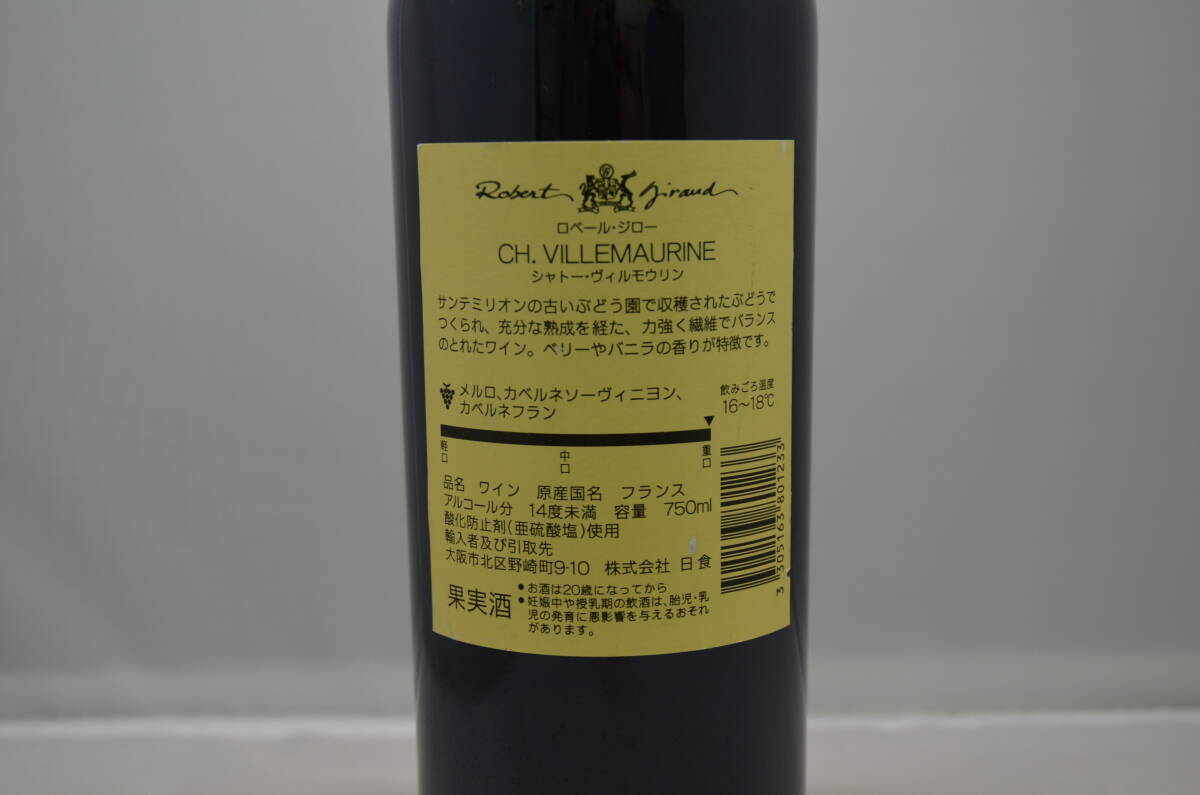 Robert Giraud
ロベール・ジロー
CH. VILLEMAURINE
シャトー・ヴィルモウリン
サンテミリオンの古いぶどう園で収穫されたぶどうで
つくられ、充分な熟成を経た、力強く繊維でバランス
のとれたワイン。ベリーやバニラの香りが特徴です。
メルロ、カベルネソーヴィニヨン、
カベルネフラン
飲みごろ温度
16〜18℃
軽口
中口
重口
品名 ワイン 原産国名 フランス
アルコール分 14度未満 容量 750ml
酸化防止剤(亜硫酸塩)使用
輸入者及び引取先
大阪市北区野崎町9-10 株式会社 日食
果実酒
•お酒は20歳になってから
•妊娠中や授乳期の飲酒は、胎児・乳
児の発育に悪影響を与えるおそれ
があります。
3 305163 801233